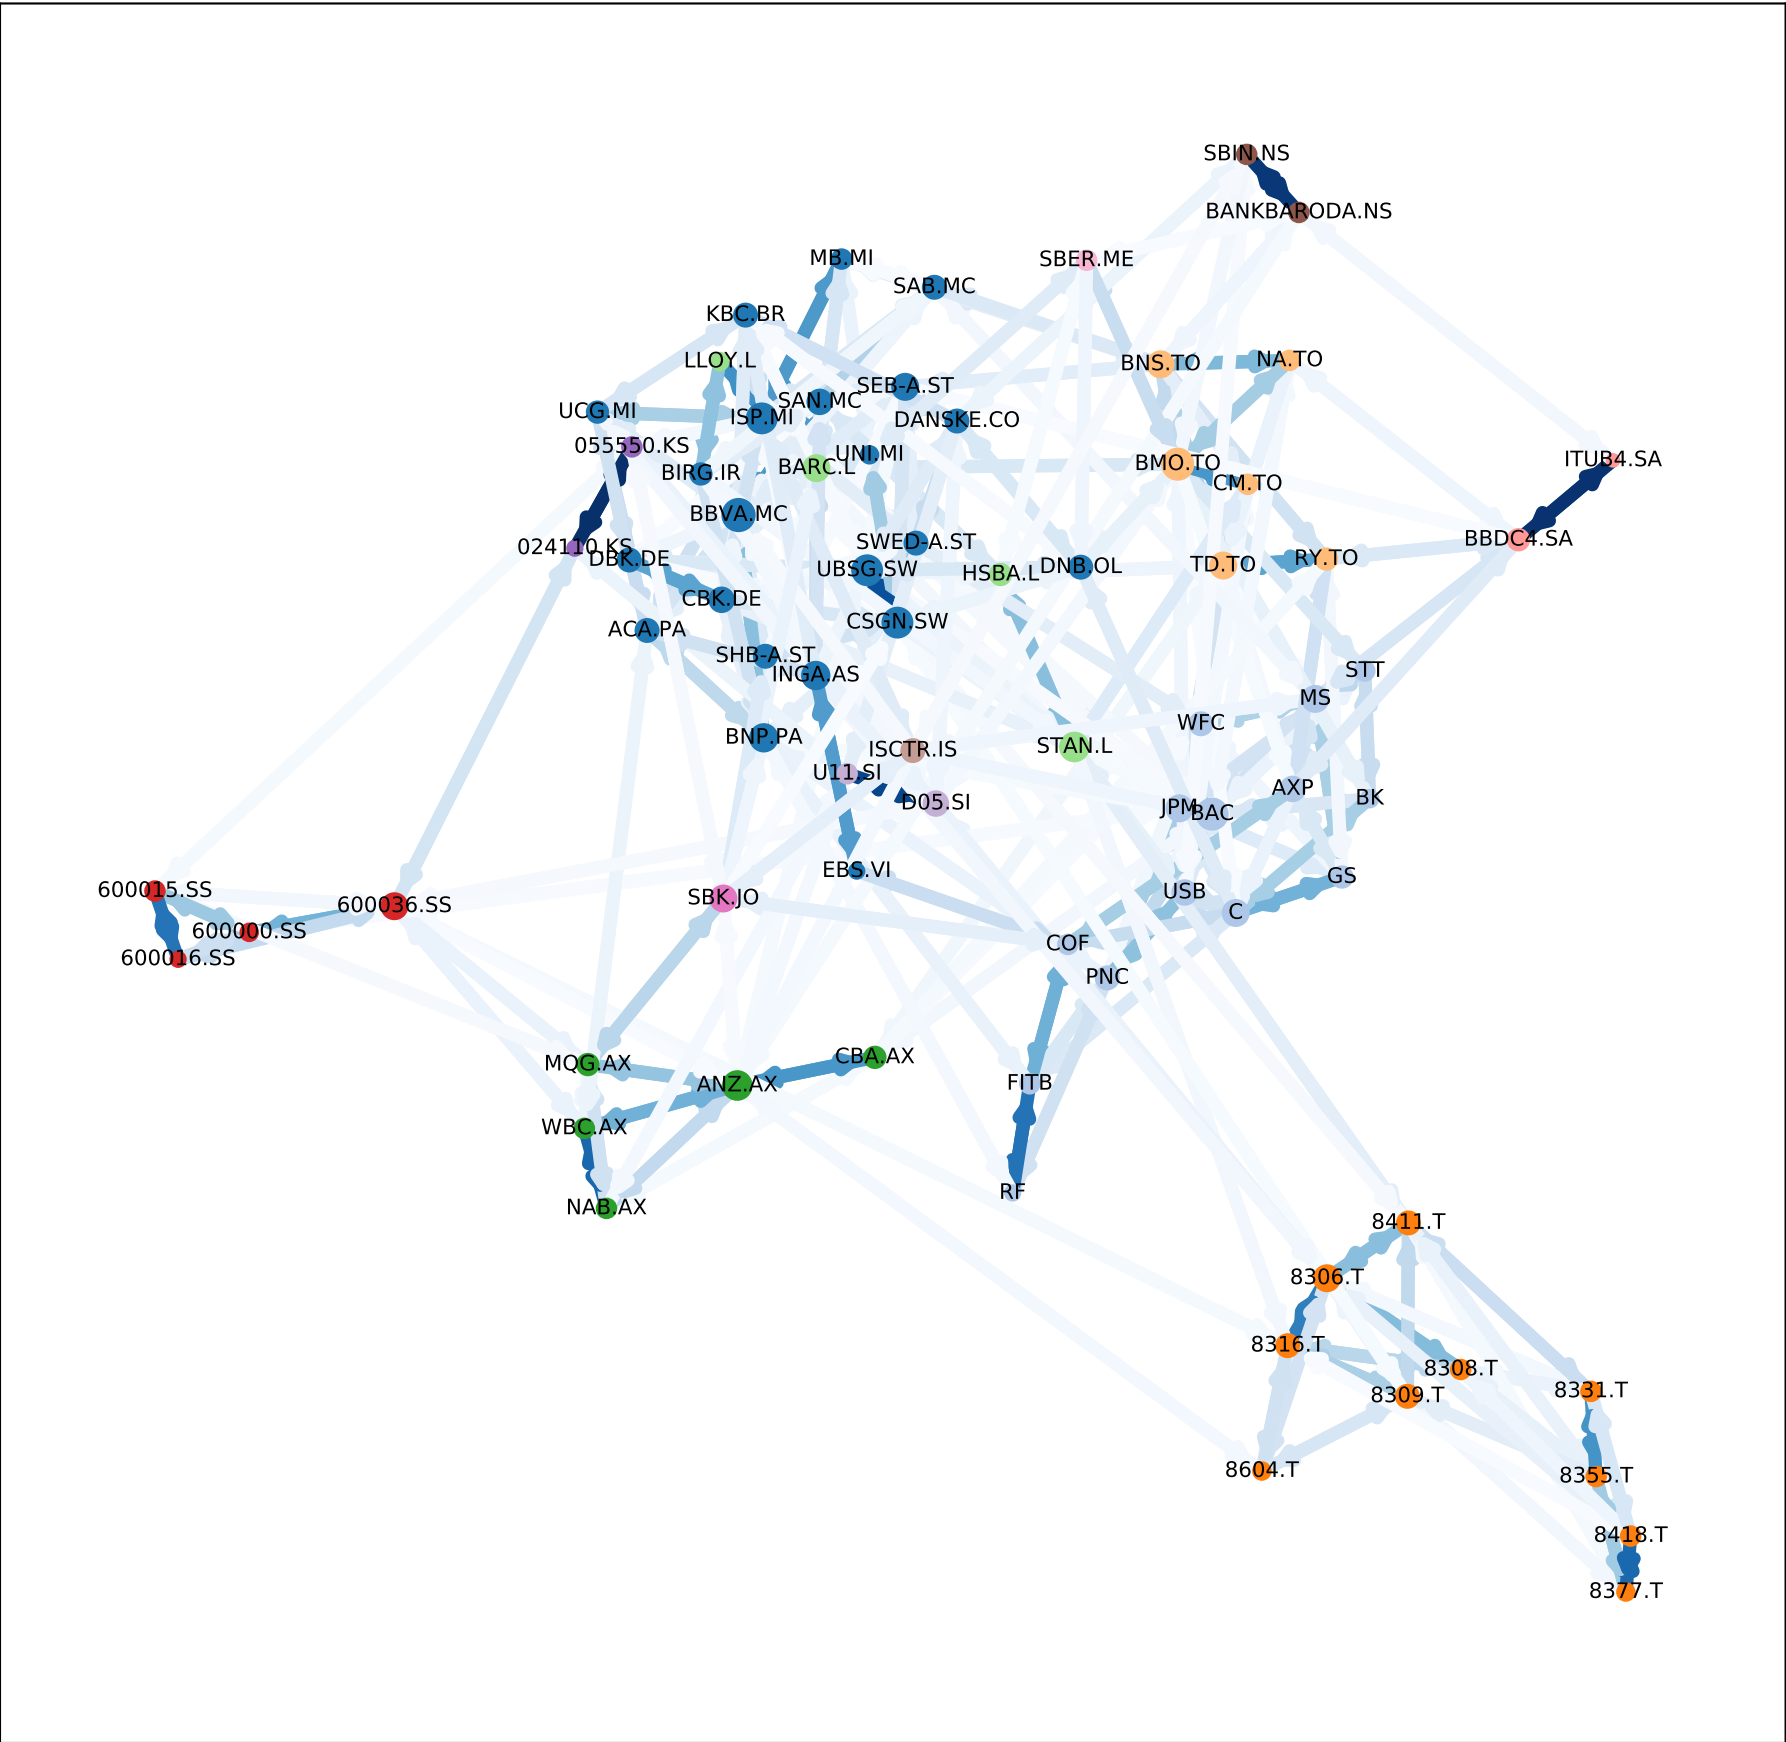 SBIN.NS
BANKBARODA.NS
MB.MI
SBER.ME
SAB.MC
KBC.BR
LLOY.L
BNS.TO
NA.TO
SEB-A.ST
SAN.MC
UCG.MI
ISP.MI
DANSKE.CO
055550.KS
UNI.MI
BIRG.IR
BARC.L
BMO.TO
ITUB4.SA
CM.TO
BBVA.MC
BBDC4.SA
024110.KS
DBK.DE
SWED-A.ST
UBSG.SW
HSBA.L
DNB.OL
TD.TO
RY.TO
CBK.DE
CSGN.SW
ACA.PA
SHB-A.ST
INGA.AS
STT
MS
WFC
BNP.PA
ISCTR.IS
STAN.L
U11.SI
D05.SI
AXP
BK
JPM
BAC
EBS.VI
GS
600015.SS
600036.SS
SBK.JO
USB
C
600000.SS
600016.SS
COF
PNC
CBA.AX
MQG.AX
ANZ.AX
FITB
WBC.AX
RF
NAB.AX
8411.T
8306.T
8316.T
8308.T
8309.T
8331.T
8604.T
8355.T
8418.T
8377.T